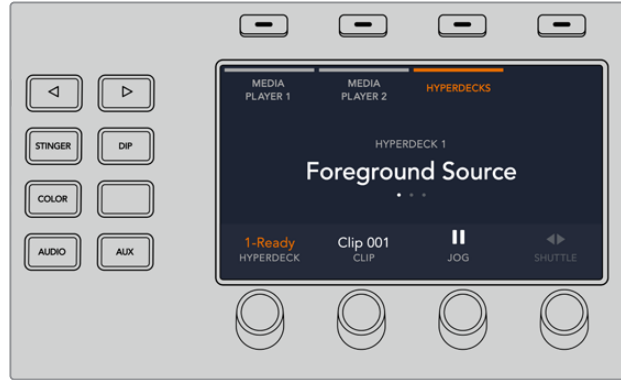 STINGER
DIP
COLOR
AUDIO
AUX
MEDIA
PLAYER 1
MEDIA
PLAYER 2
HYPERDECKS
HYPERDECK 1
Foreground Source
1-Ready
HYPERDECK
Clip 001
CLIP
JOG
SHUTTLE